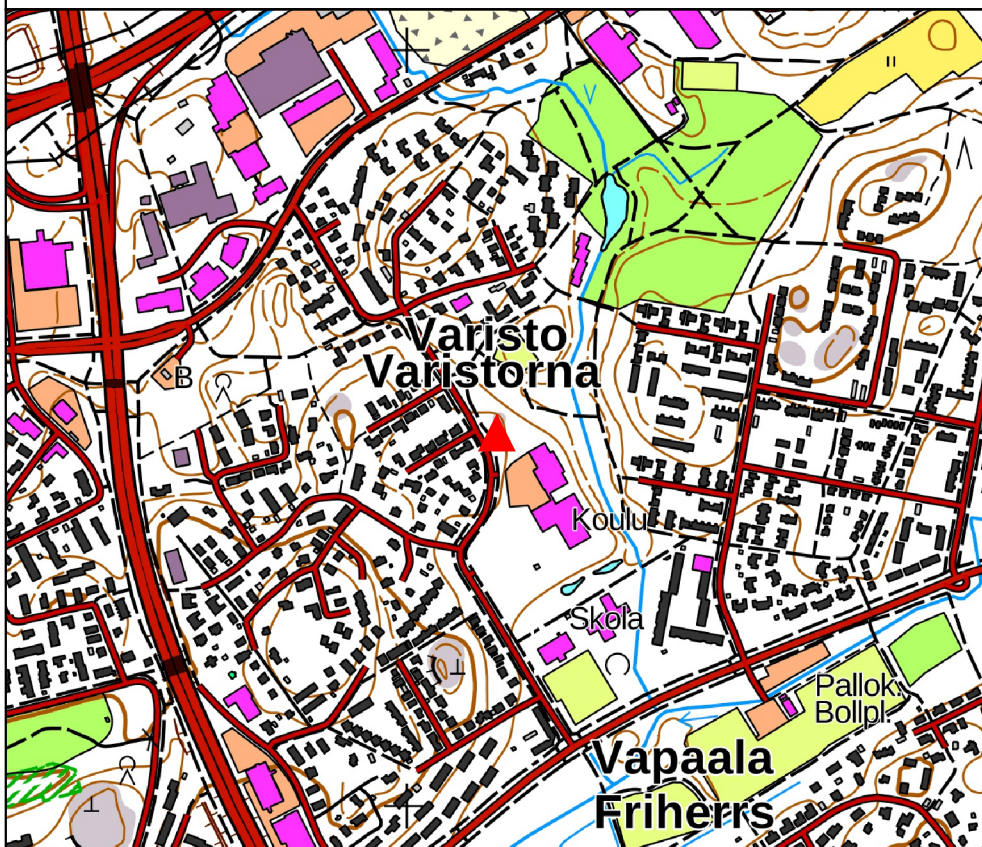 Varisto
Varistorna
B
Koulu
Skola
Pallok.
Bollpl.
Vapaala
Friherrs